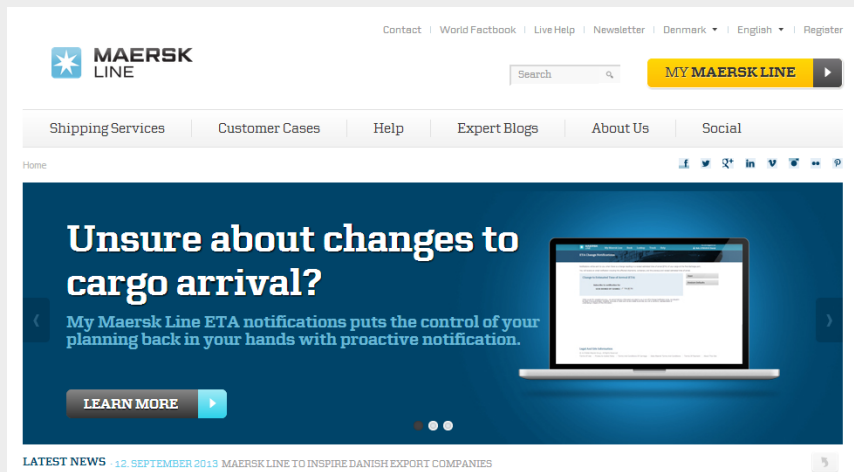 Contact World Factbook Live Help Newsletter Denmark English Register
MAERSK
LINE
Search
MY MAERSK LINE
Shipping Services Customer Cases Help Expert Blogs About Us Social
Home
Unsure about changes to
cargo arrival?
My Maersk Line ETA notifications puts the control of your
planning back in your hands with proactive notification.
LEARN MORE
LATEST NEWS - 12. SEPTEMBER 2013 MAERSK LINE TO INSPIRE DANISH EXPORT COMPANIES